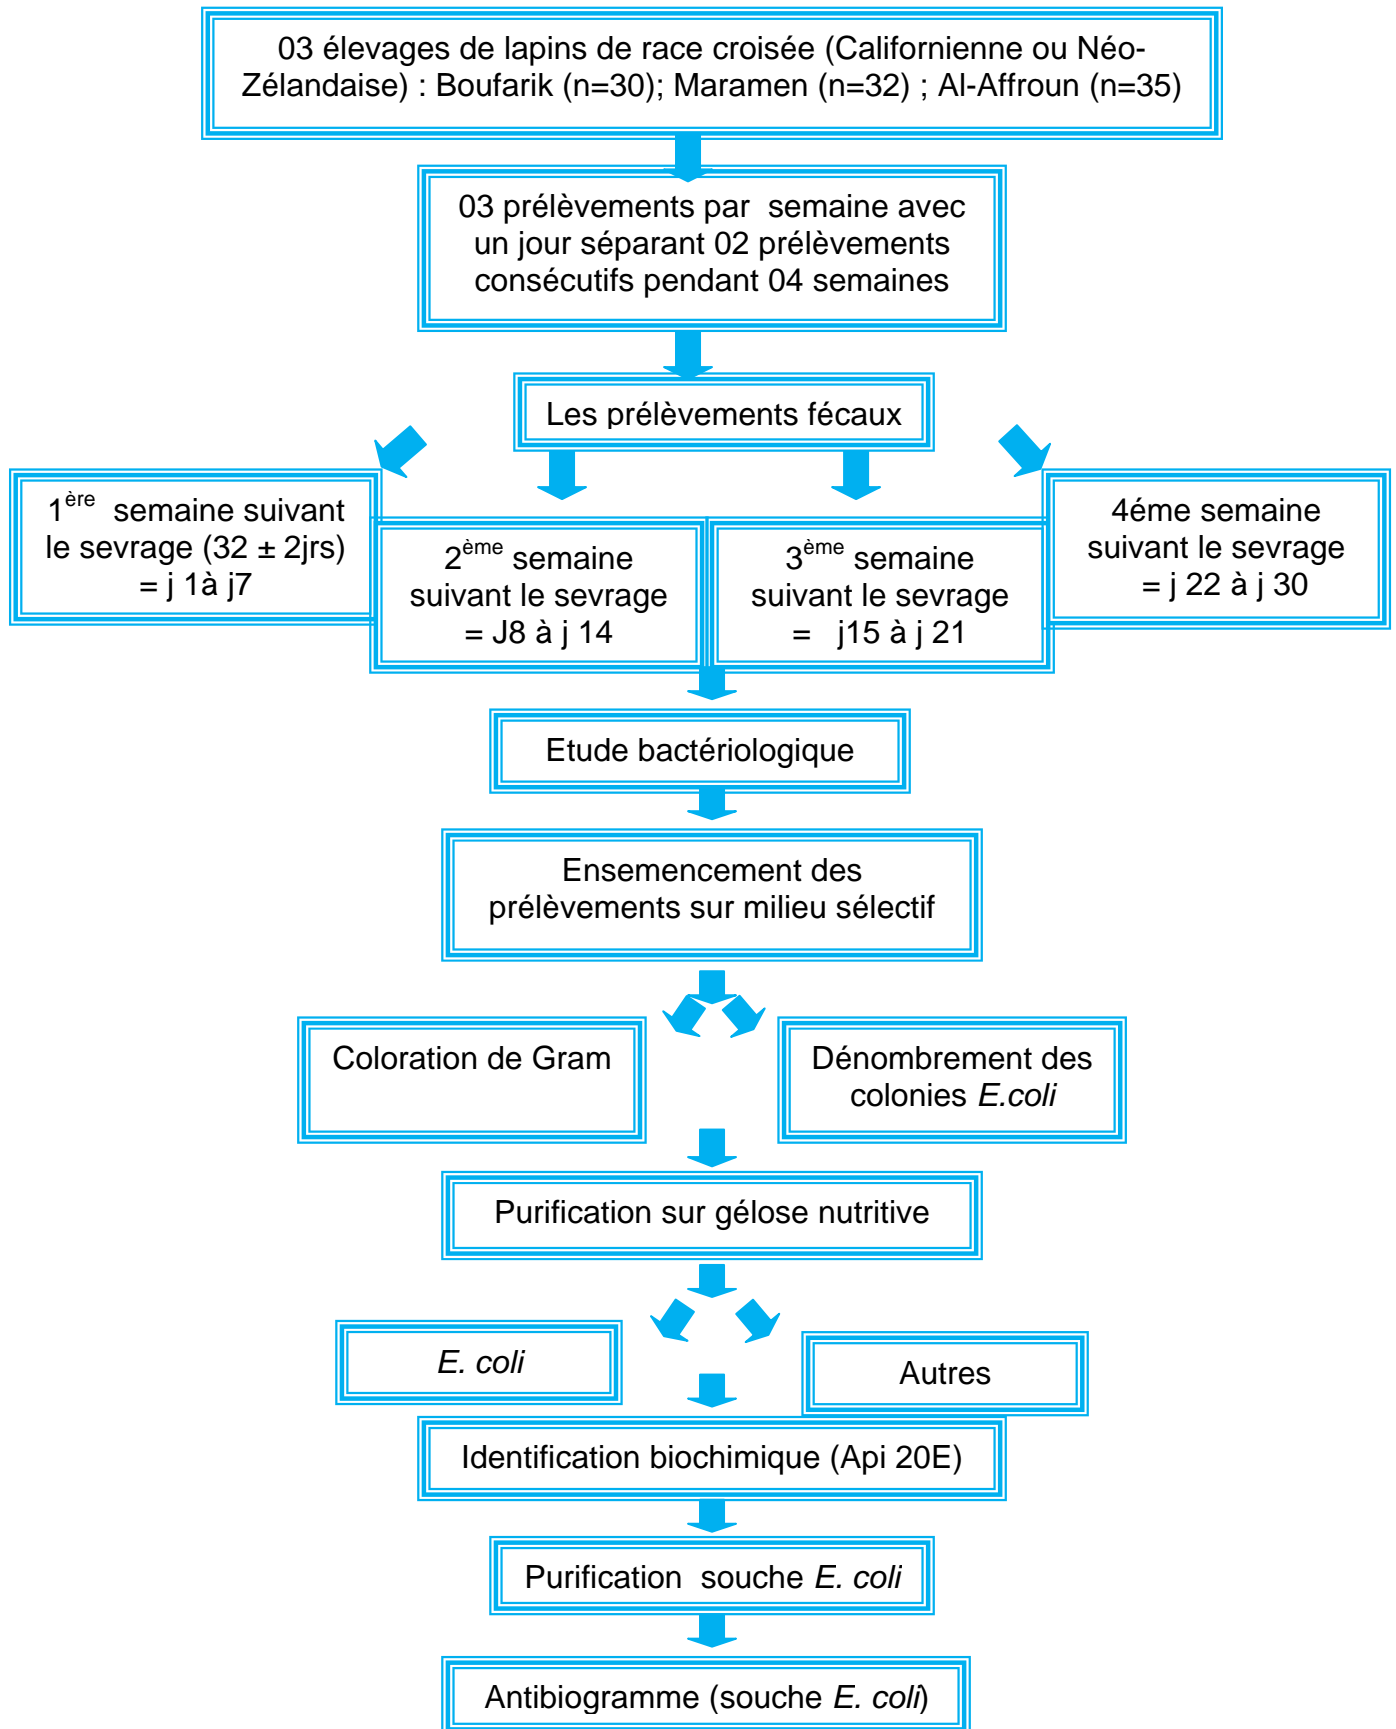 03 élevages de lapins de race croisée (Californienne ou Néo-
Zélandaise) : Boufarik (n=30); Maramen (n=32) ; Al-Affroun (n=35)
03 prélèvements par semaine avec
un jour séparant 02 prélèvements
consécutifs pendant 04 semaines
Les prélèvements fécaux
1ère semaine suivant
le sevrage (32 ± 2jrs)
= j 1à j7
2ème semaine
suivant le sevrage
= J8 à j 14
3ème semaine
suivant le sevrage
= j15 à j 21
4éme semaine
suivant le sevrage
= j 22 à j 30
Etude bactériologique
Ensemencement des
prélèvements sur milieu sélectif
Coloration de Gram
Dénombrement des
colonies E.coli
Purification sur gélose nutritive
E. coli
Autres
Identification biochimique (Api 20E)
Purification souche E. coli
Antibiogramme (souche E. coli)